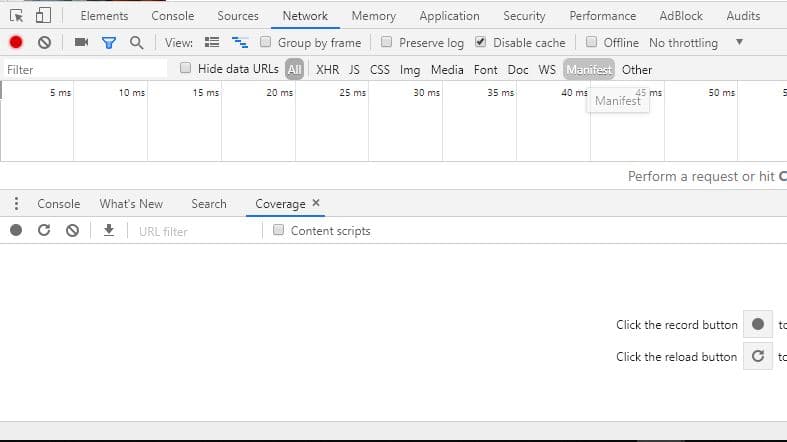 Elements Console Sources Network Memory Application Security Performance AdBlock Audits
View: Group by frame Preserve log Disable cache Offline No throttling
Filter Hide data URLs All XHR JS CSS Img Media Font Doc WS Manifest Other
5 ms 10 ms 15 ms 20 ms 25 ms 30 ms 35 ms 40 ms 45 ms 50 ms 5
Manifest
Perform a request or hit C
Console What's New Search Coverage
URL filter Content scripts
Click the record button to
Click the reload button to